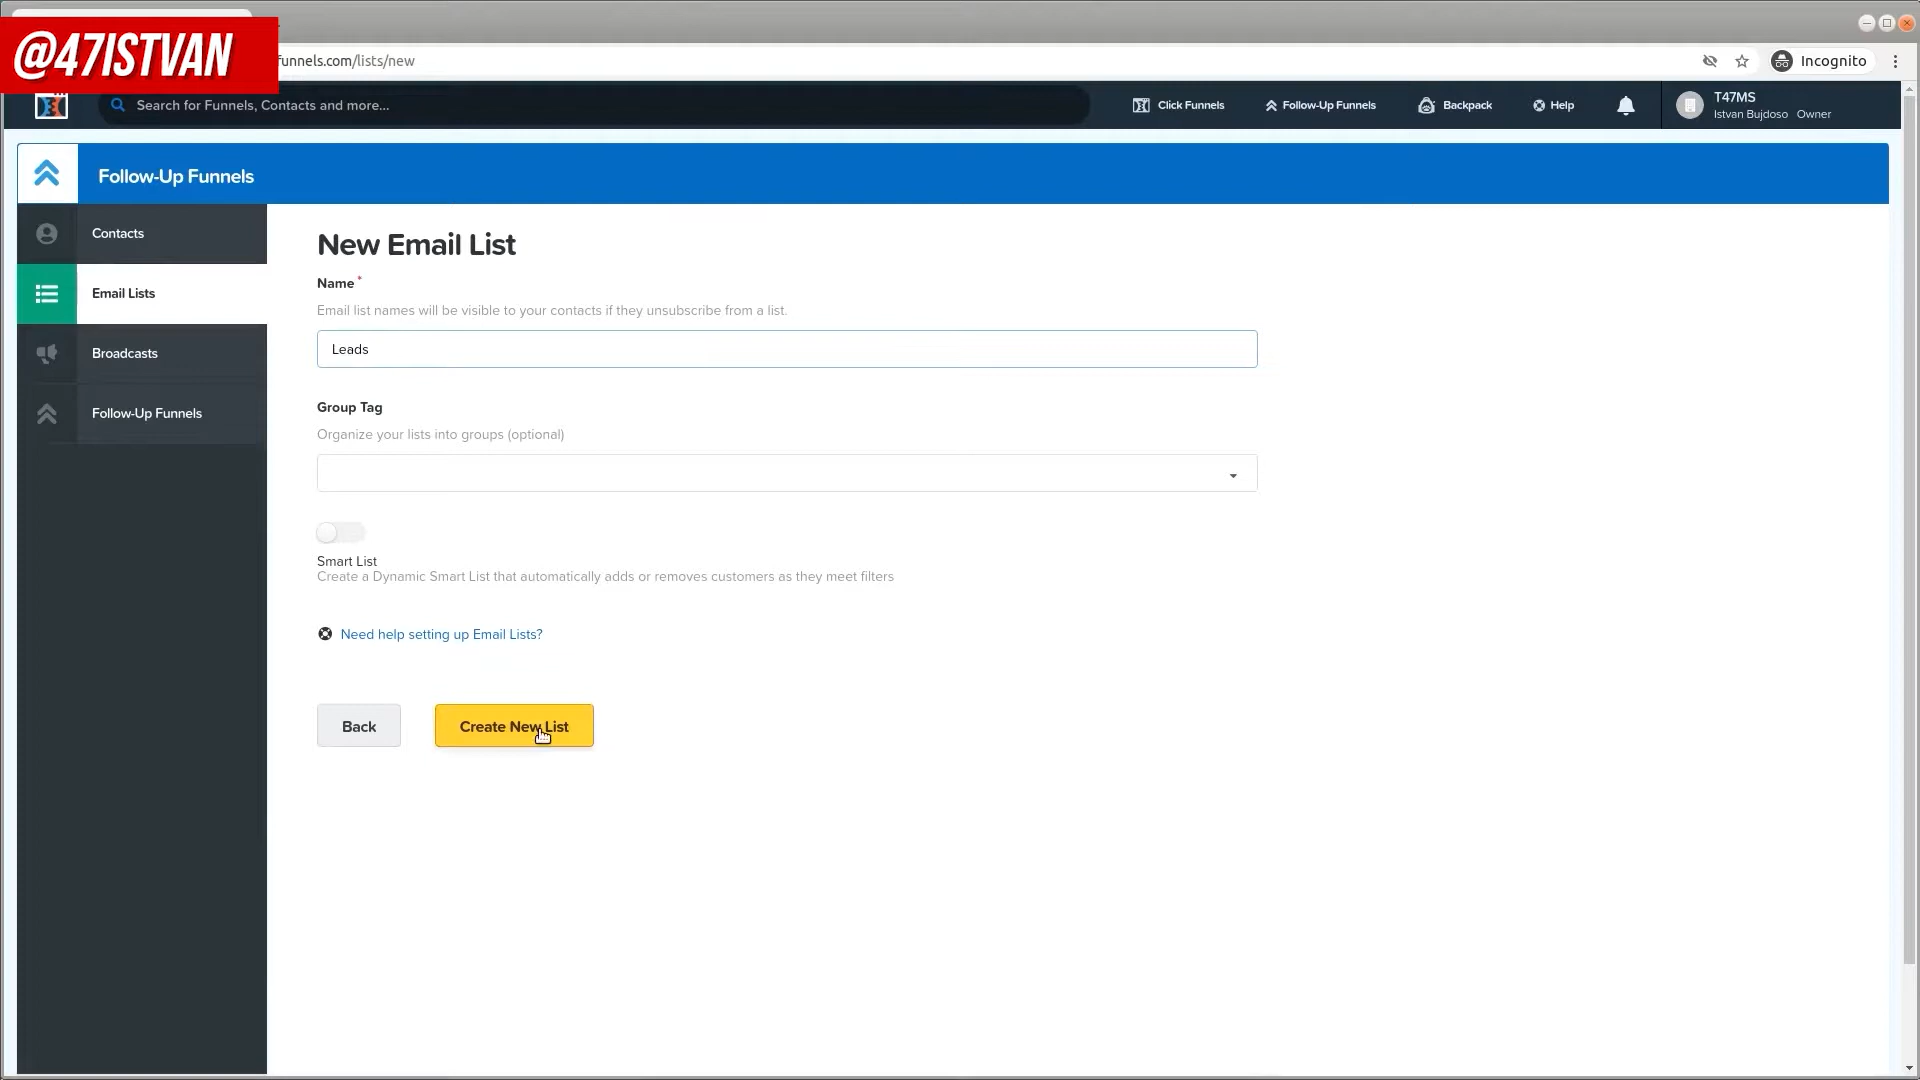 @47ISTVAN
funnels.com/lists/new
Incognito
Search for Funnels, Contacts and more...
Click Funnels
Follow-Up Funnels
Backpack
Help
T47MS
Istvan Bujdoso Owner
Follow-Up Funnels
Contacts
Email Lists
Broadcasts
Follow-Up Funnels
New Email List
Name *
Email list names will be visible to your contacts if they unsubscribe from a list.
Leads
Group Tag
Organize your lists into groups (optional)
Smart List
Create a Dynamic Smart List that automatically adds or removes customers as they meet filters
Need help setting up Email Lists?
Back
Create New List